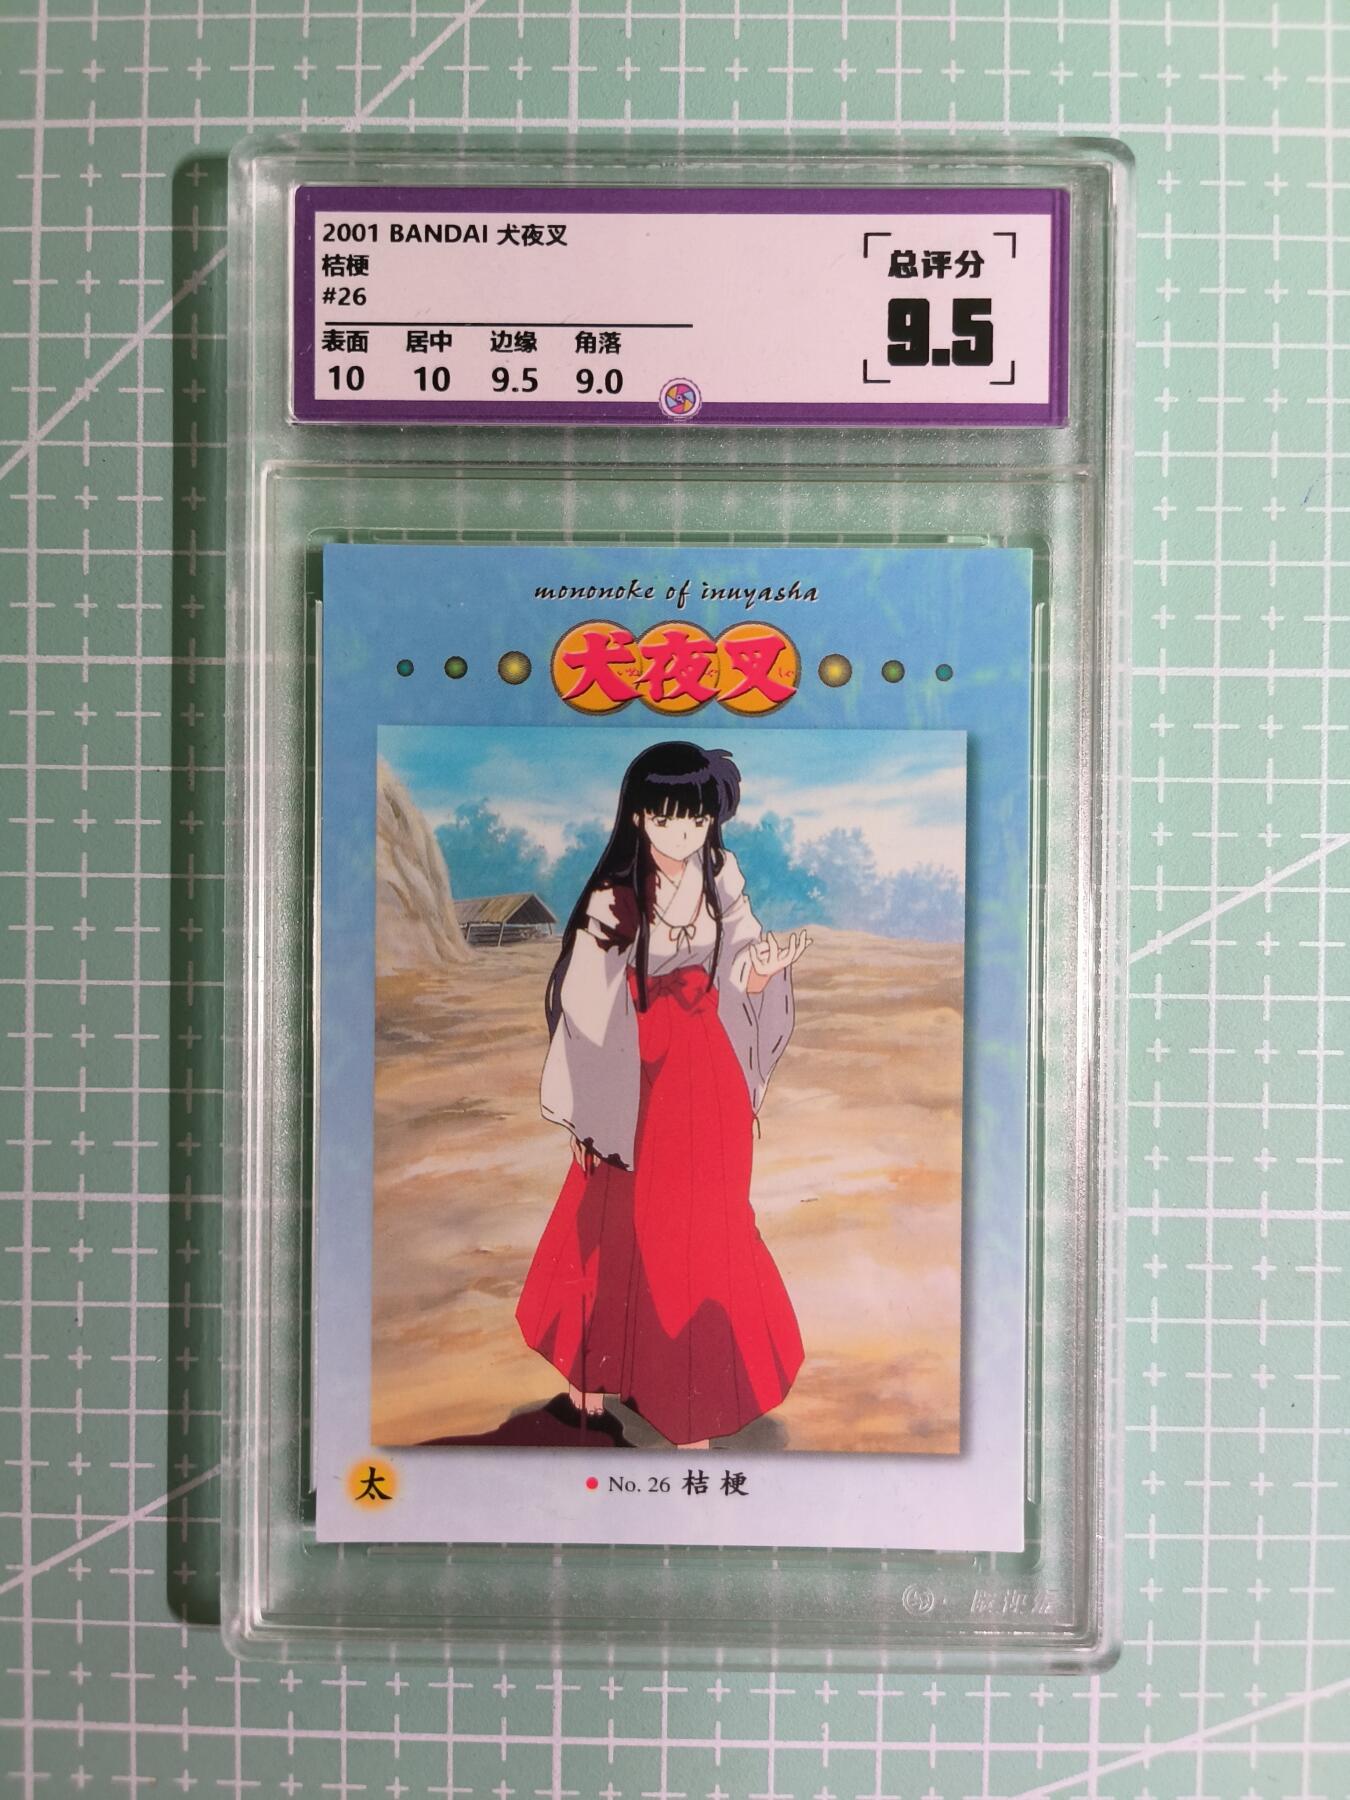 2001 BANDAI 犬夜叉
桔梗
#26
总评分
9.5
表面 居中 边缘 角落
10 10 9.5 9.0
mononoke of inuyasha
犬夜叉
太
No. 26 桔梗